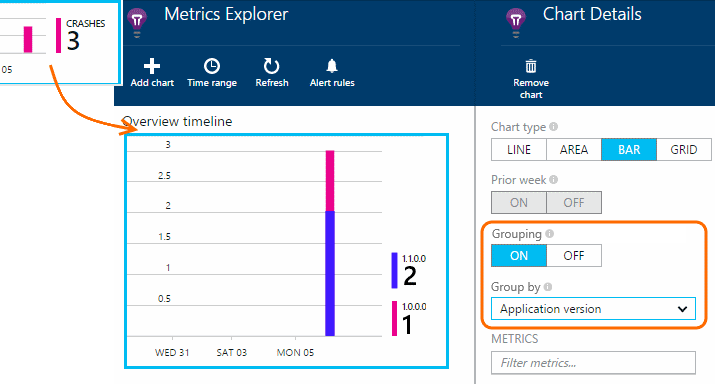 CRASHES
3
05
Metrics Explorer
Add chart
Time range
Refresh
Alert rules
Overview timeline
3
2.5
2
1.5
1
0.5
1.1.0.0
2
1.0.0.0
1
WED 31
SAT 03
MON 05
Chart Details
Remove
chart
Chart type
LINE
AREA
BAR
GRID
Prior week
ON
OFF
Grouping
ON
OFF
Group by
Application version
METRICS
Filter metrics...